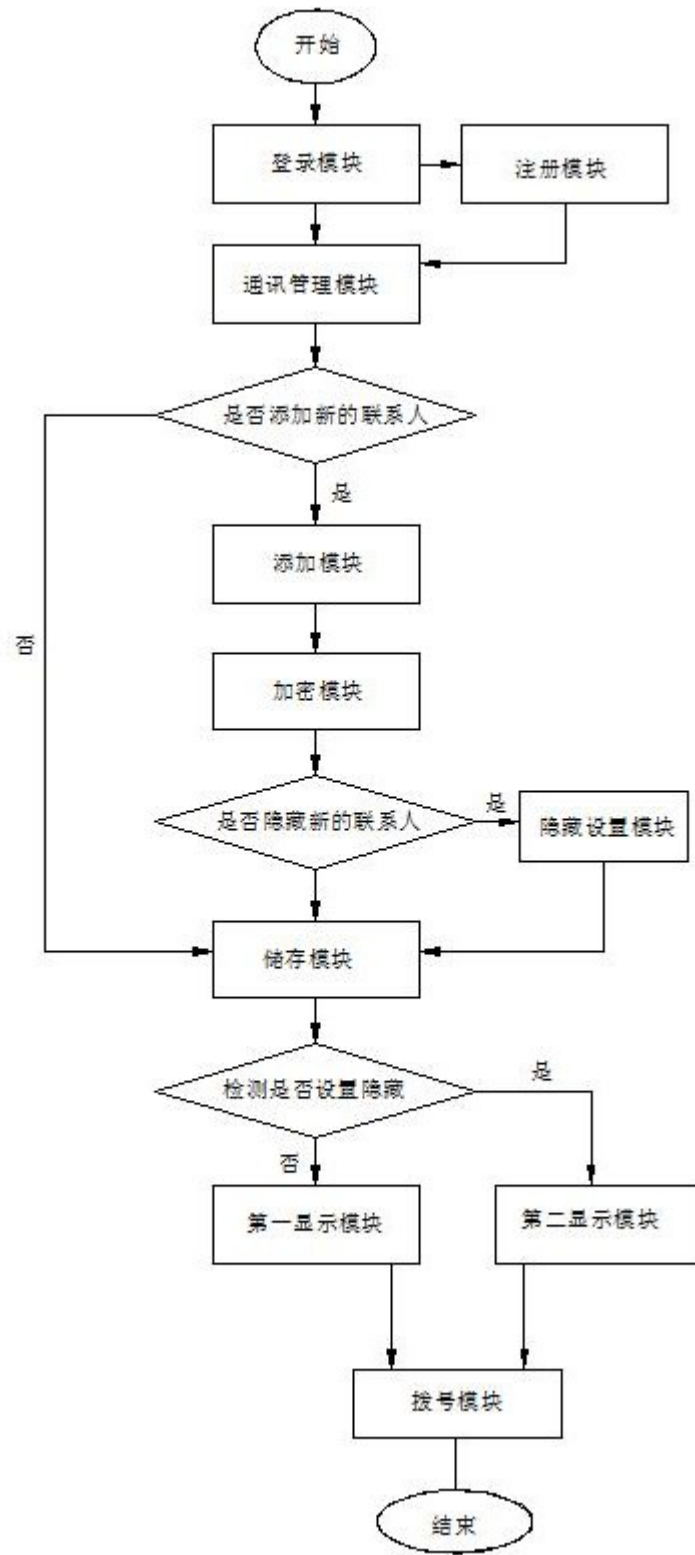 开始
登录模块
注册模块
通讯管理模块
是否添加新的联系人
是
添加模块
否
加密模块
是否隐藏新的联系人
是
隐藏设置模块
储存模块
检测是否设置隐藏
是
否
第一显示模块
第二显示模块
拨号模块
结束